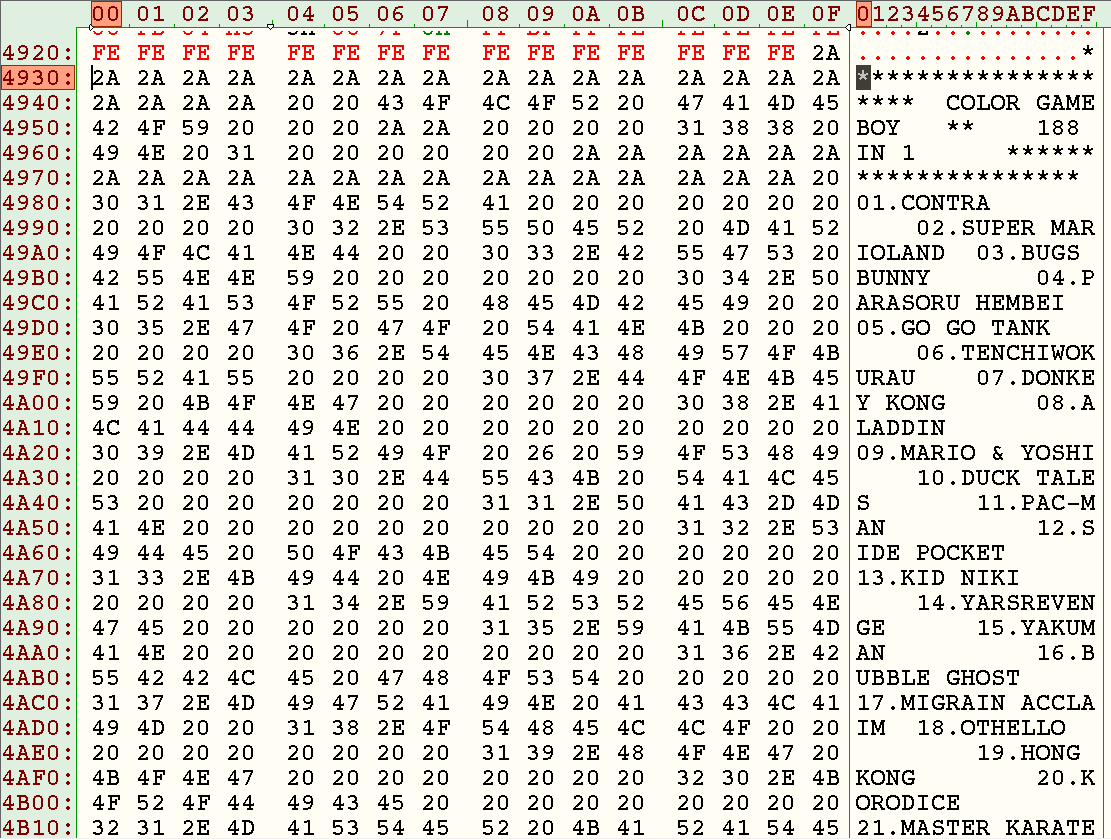 00 01 02 03 04 05 06 07 08 09 0A 0B 0C 0D 0E 0F 0123456789ABCDEF
4920: FE FE FE FE FE FE FE FE FE FE FE FE FE FE FE 2A ...............*
4930: 2A 2A 2A 2A 2A 2A 2A 2A 2A 2A 2A 2A 2A 2A 2A 2A ****************
4940: 2A 2A 2A 2A 20 20 43 4F 4C 4F 52 20 47 41 4D 45 ****  COLOR GAME
4950: 42 4F 59 20 20 20 2A 2A 20 20 20 20 31 38 38 20 BOY   **    188
4960: 49 4E 20 31 20 20 20 20 20 20 2A 2A 2A 2A 2A 2A IN 1      ******
4970: 2A 2A 2A 2A 2A 2A 2A 2A 2A 2A 2A 2A 2A 2A 2A 20 ***************
4980: 30 31 2E 43 4F 4E 54 52 41 20 20 20 20 20 20 20 01.CONTRA
4990: 20 20 20 20 30 32 2E 53 55 50 45 52 20 4D 41 52     02.SUPER MAR
49A0: 49 4F 4C 41 4E 44 20 20 30 33 2E 42 55 47 53 20 IOLAND  03.BUGS
49B0: 42 55 4E 4E 59 20 20 20 20 20 20 20 30 34 2E 50 BUNNY       04.P
49C0: 41 52 41 53 4F 52 55 20 48 45 4D 42 45 49 20 20 ARASORU HEMBEI
49D0: 30 35 2E 47 4F 20 47 4F 20 54 41 4E 4B 20 20 20 05.GO GO TANK
49E0: 20 20 20 20 30 36 2E 54 45 4E 43 48 49 57 4F 4B     06.TENCHIWOK
49F0: 55 52 41 55 20 20 20 20 30 37 2E 44 4F 4E 4B 45 URAU    07.DONKE
4A00: 59 20 4B 4F 4E 47 20 20 20 20 20 20 30 38 2E 41 Y KONG      08.A
4A10: 4C 41 44 44 49 4E 20 20 20 20 20 20 20 20 20 20 LADDIN
4A20: 30 39 2E 4D 41 52 49 4F 20 26 20 59 4F 53 48 49 09.MARIO & YOSHI
4A30: 20 20 20 20 31 30 2E 44 55 43 4B 20 54 41 4C 45     10.DUCK TALE
4A40: 53 20 20 20 20 20 20 20 31 31 2E 50 41 43 2D 4D S       11.PAC-M
4A50: 41 4E 20 20 20 20 20 20 20 20 20 20 31 32 2E 53 AN          12.S
4A60: 49 44 45 20 50 4F 43 4B 45 54 20 20 20 20 20 20 IDE POCKET
4A70: 31 33 2E 4B 49 44 20 4E 49 4B 49 20 20 20 20 20 13.KID NIKI
4A80: 20 20 20 20 31 34 2E 59 41 52 53 52 45 56 45 4E     14.YARSREVEN
4A90: 47 45 20 20 20 20 20 20 31 35 2E 59 41 4B 55 4D GE      15.YAKUM
4AA0: 41 4E 20 20 20 20 20 20 20 20 20 20 31 36 2E 42 AN          16.B
4AB0: 55 42 42 4C 45 20 47 48 4F 53 54 20 20 20 20 20 UBBLE GHOST
4AC0: 31 37 2E 4D 49 47 52 41 49 4E 20 41 43 43 4C 41 17.MIGRAIN ACCLA
4AD0: 49 4D 20 20 31 38 2E 4F 54 48 45 4C 4C 4F 20 20 IM  18.OTHELLO
4AE0: 20 20 20 20 20 20 20 20 31 39 2E 48 4F 4E 47 20         19.HONG
4AF0: 4B 4F 4E 47 20 20 20 20 20 20 20 20 32 30 2E 4B KONG        20.K
4B00: 4F 52 4F 44 49 43 45 20 20 20 20 20 20 20 20 20 ORODICE
4B10: 32 31 2E 4D 41 53 54 45 52 20 4B 41 52 41 54 45 21.MASTER KARATE